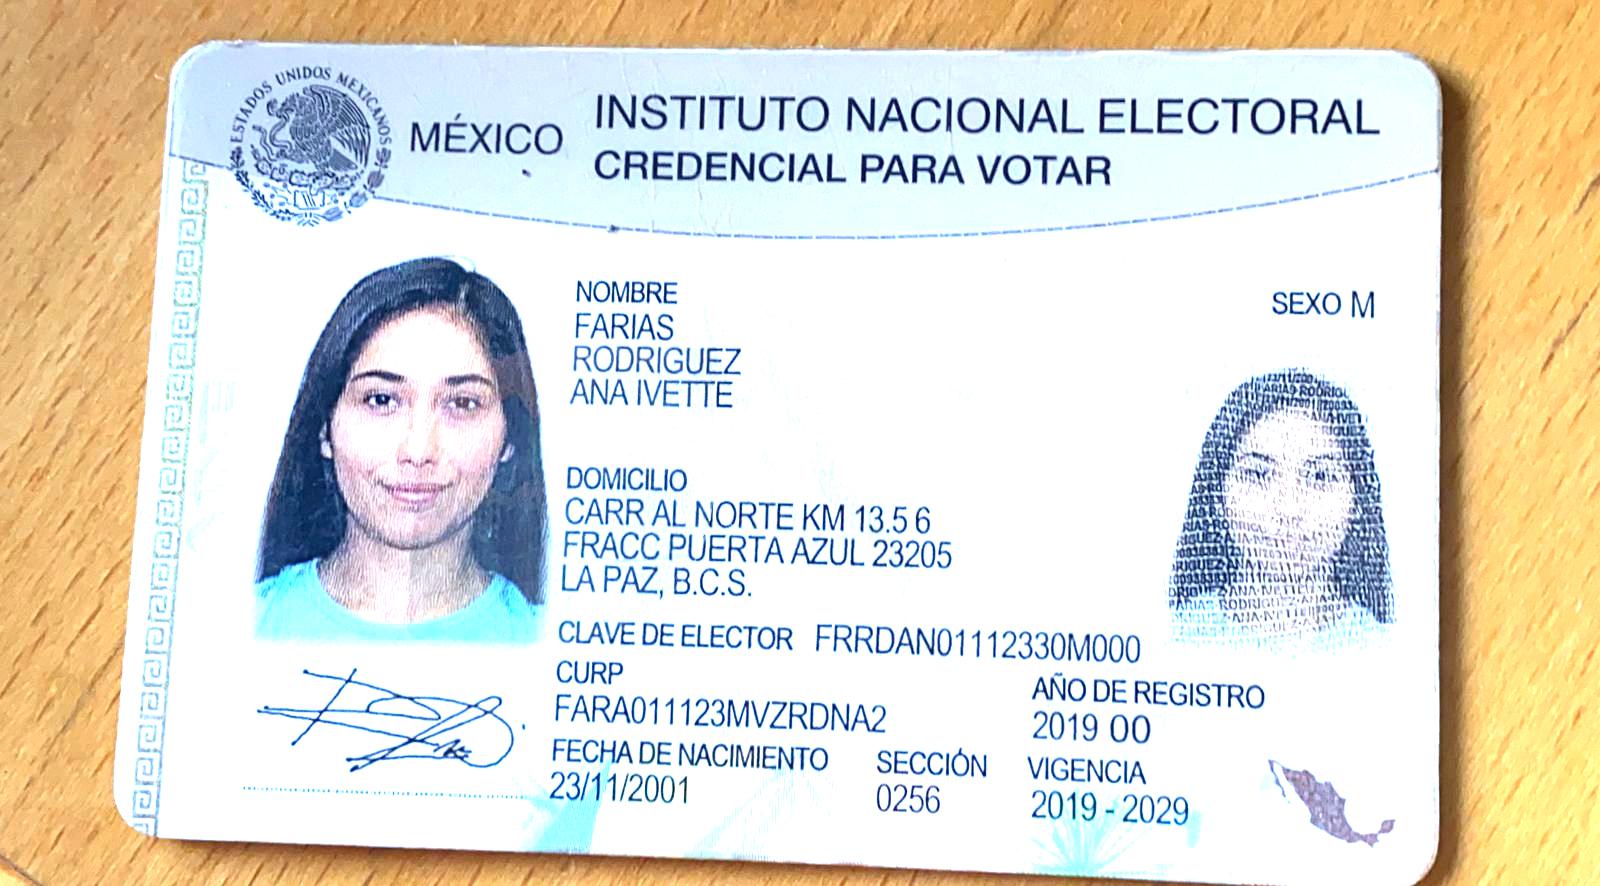 ESTADOS UNIDOS MEXICANOS
MÉXICO
INSTITUTO NACIONAL ELECTORAL
CREDENCIAL PARA VOTAR
NOMBRE
FARIAS
RODRIGUEZ
ANA IVETTE
SEXO M
DOMICILIO
CARR AL NORTE KM 13.5 6
FRACC PUERTA AZUL 23205
LA PAZ, B.C.S.
CLAVE DE ELECTOR FRRDAN01112330M000
CURP
FARA011123MVZRDNA2
AÑO DE REGISTRO
2019 00
FECHA DE NACIMIENTO
23/11/2001
SECCIÓN
0256
VIGENCIA
2019 - 2029